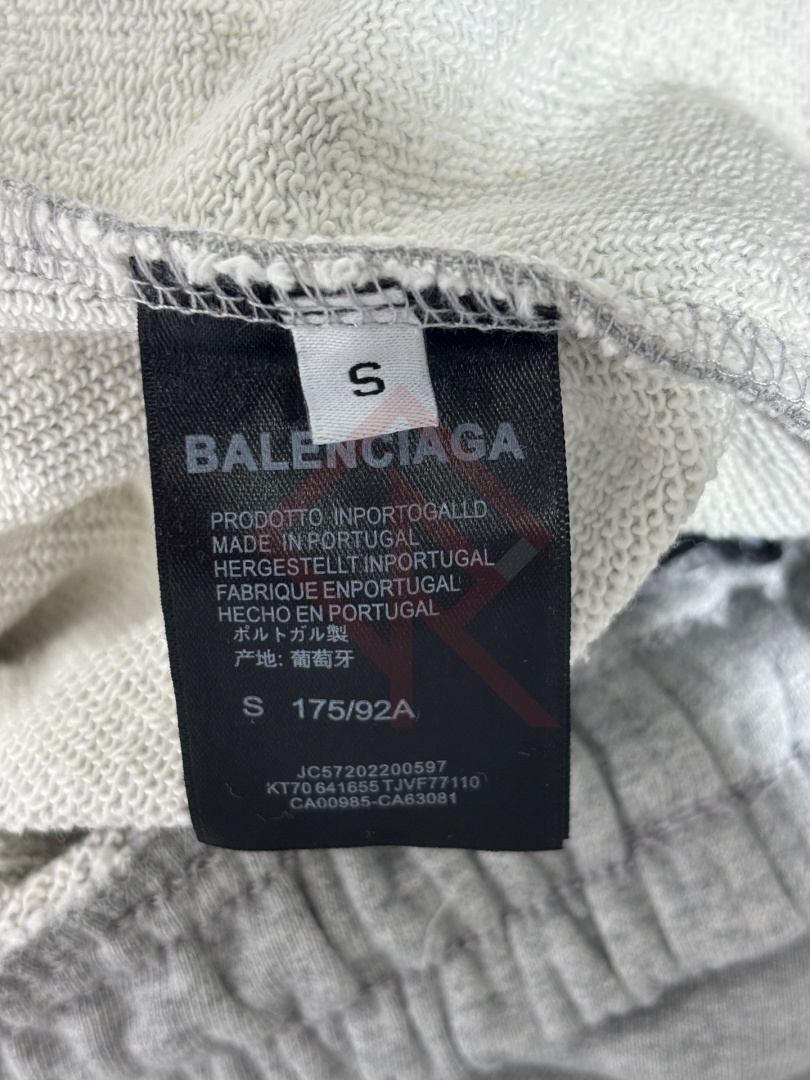 S
BALENCIAGA
PRODOTTO INPORTOGALLD
MADE IN PORTUGAL
HERGESTELLT INPORTUGAL
FABRIQUE ENPORTUGAL
HECHO EN PORTUGAL
ポルトガル製
产地: 葡萄牙
S 175/92A
JC57202200597
KT70 641655 TJVF77110
CA00985-CA63081